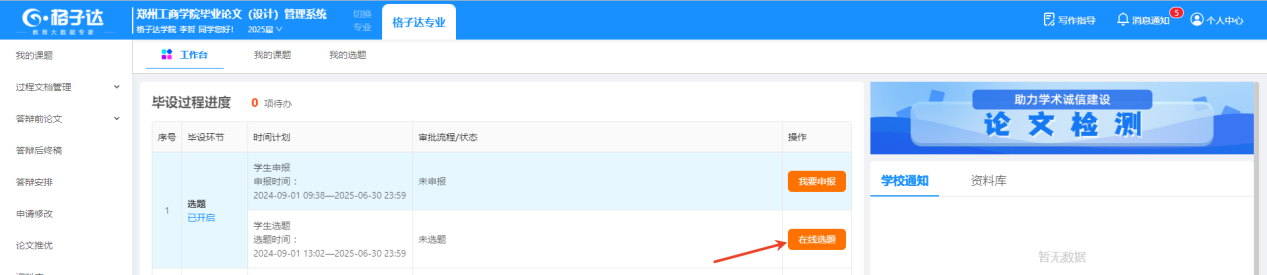 格子达
教育大数据专家
郑州工商学院毕业论文（设计）管理系统
格子达学院 李哲 同学您好! 2025届
切换专业
格子达专业
写作指导
消息通知 5
个人中心
我的课题
过程文档管理
答辩前论文
答辩后终稿
答辩安排
申请修改
论文推优
工作台 我的课题 我的选题
毕设过程进度 0 项待办
序号 毕设环节 时间计划 审批流程/状态 操作
1
选题
已开启
学生申报
申报时间：
2024-09-01 09:38—2025-06-30 23:59
未申报
我要申报
学生选题
选题时间：
2024-09-01 13:02—2025-06-30 23:59
未选题
在线选题
助力学术诚信建设
论文检测
学校通知 资料库
暂无数据